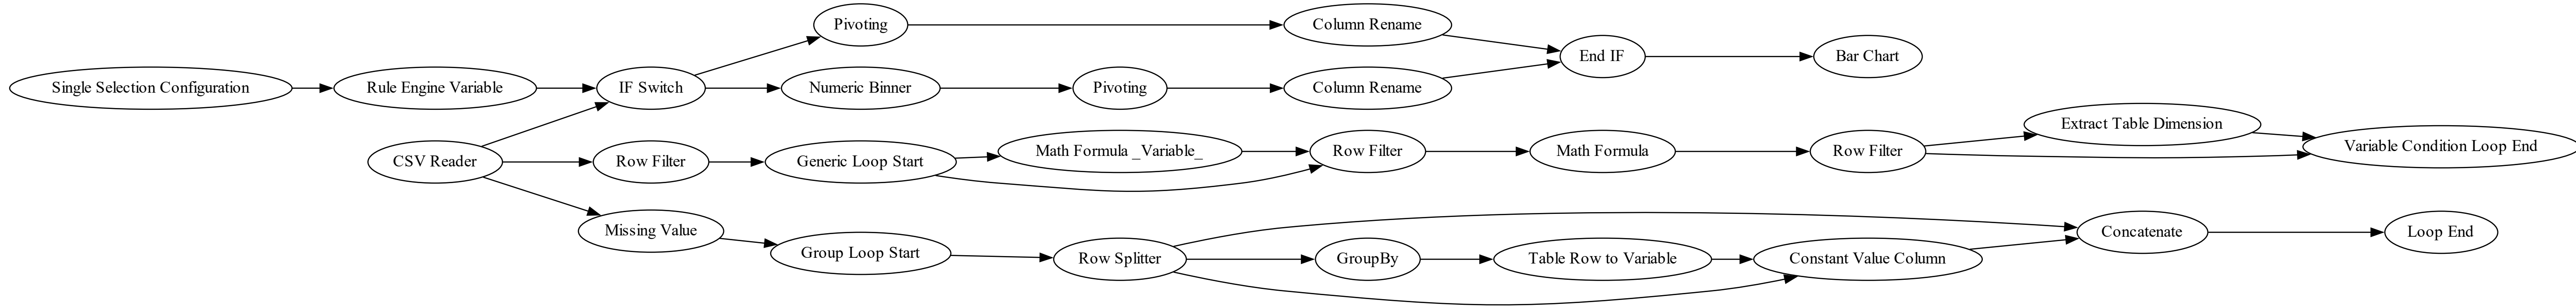 Pivoting
Column Rename
End IF
Bar Chart
Single Selection Configuration
Rule Engine Variable
IF Switch
Numeric Binner
Pivoting
Column Rename
CSV Reader
Row Filter
Generic Loop Start
Math Formula _Variable_
Row Filter
Math Formula
Row Filter
Extract Table Dimension
Variable Condition Loop End
Missing Value
Group Loop Start
Row Splitter
GroupBy
Table Row to Variable
Constant Value Column
Concatenate
Loop End